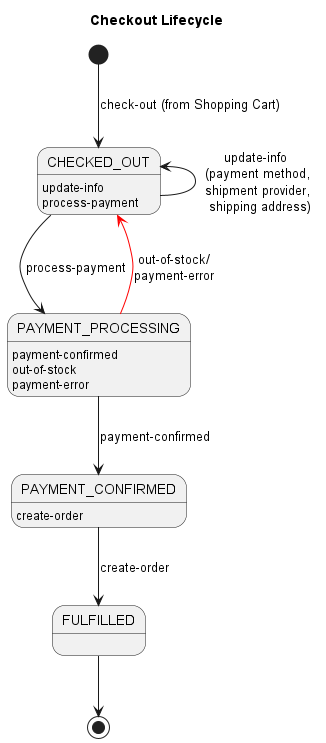 Checkout Lifecycle
check-out (from Shopping Cart)
CHECKED_OUT
update-info
process-payment
update-info
(payment method,
shipment provider,
shipping address)
process-payment
out-of-stock/
payment-error
PAYMENT_PROCESSING
payment-confirmed
out-of-stock
payment-error
payment-confirmed
PAYMENT_CONFIRMED
create-order
create-order
FULFILLED